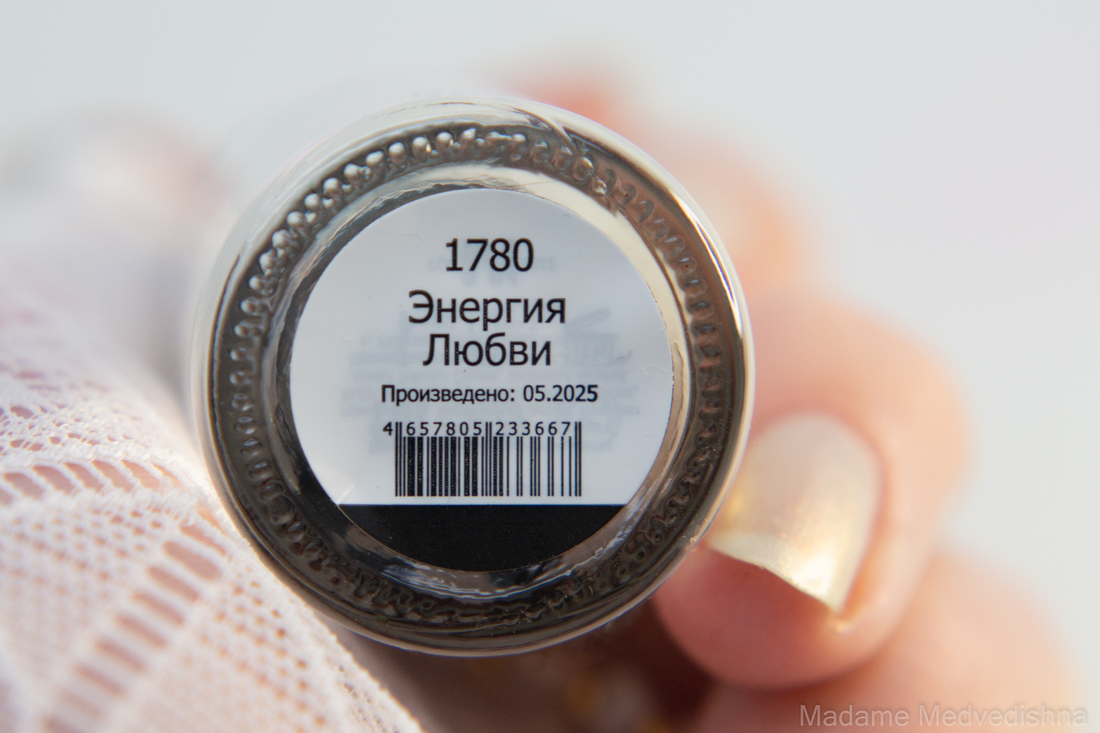 1780
Энергия
Любви
Произведено: 05.2025
4 657805 233667
Madame Medvedishna